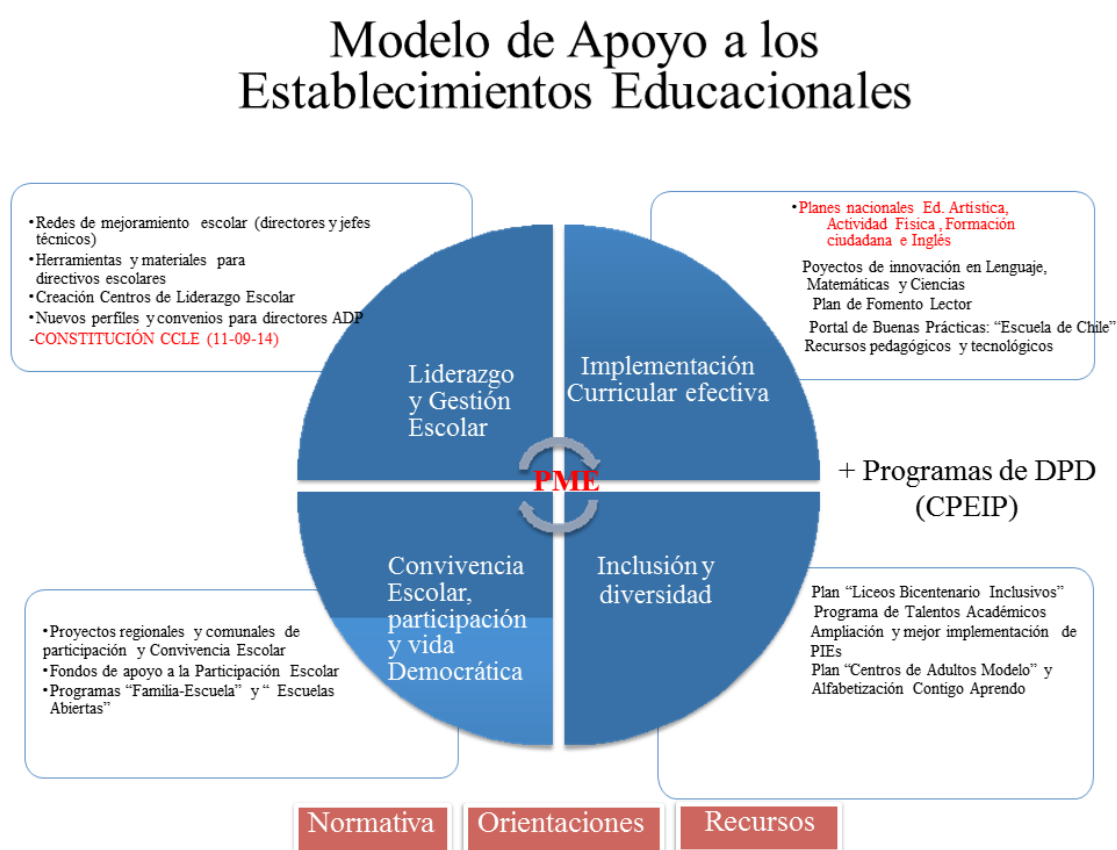 Modelo de Apoyo a los
Establecimientos Educacionales
•Redes de mejoramiento escolar (directores y jefes
técnicos)
•Herramientas y materiales para
directivos escolares
•Creación Centros de Liderazgo Escolar
•Nuevos perfiles y convenios para directores ADP
-CONSTITUCIÓN CCLE (11-09-14)
•Planes nacionales Ed. Artística,
Actividad Física , Formación
ciudadana e Inglés
Poyectos de innovación en Lenguaje,
Matemáticas y Ciencias
Plan de Fomento Lector
Portal de Buenas Prácticas: “Escuela de Chile”
Recursos pedagógicos y tecnológicos
Liderazgo
y Gestión
Escolar
Implementación
Curricular efectiva
PME
+ Programas de DPD
(CPEIP)
Convivencia
Escolar,
participación
y vida
Democrática
Inclusión y
diversidad
•Proyectos regionales y comunales de
participación y Convivencia Escolar
•Fondos de apoyo a la Participación Escolar
•Programas “Familia-Escuela” y “ Escuelas
Abiertas”
Plan “Liceos Bicentenario Inclusivos”
Programa de Talentos Académicos
Ampliación y mejor implementación de
PIEs
Plan “Centros de Adultos Modelo” y
Alfabetización Contigo Aprendo
Normativa
Orientaciones
Recursos